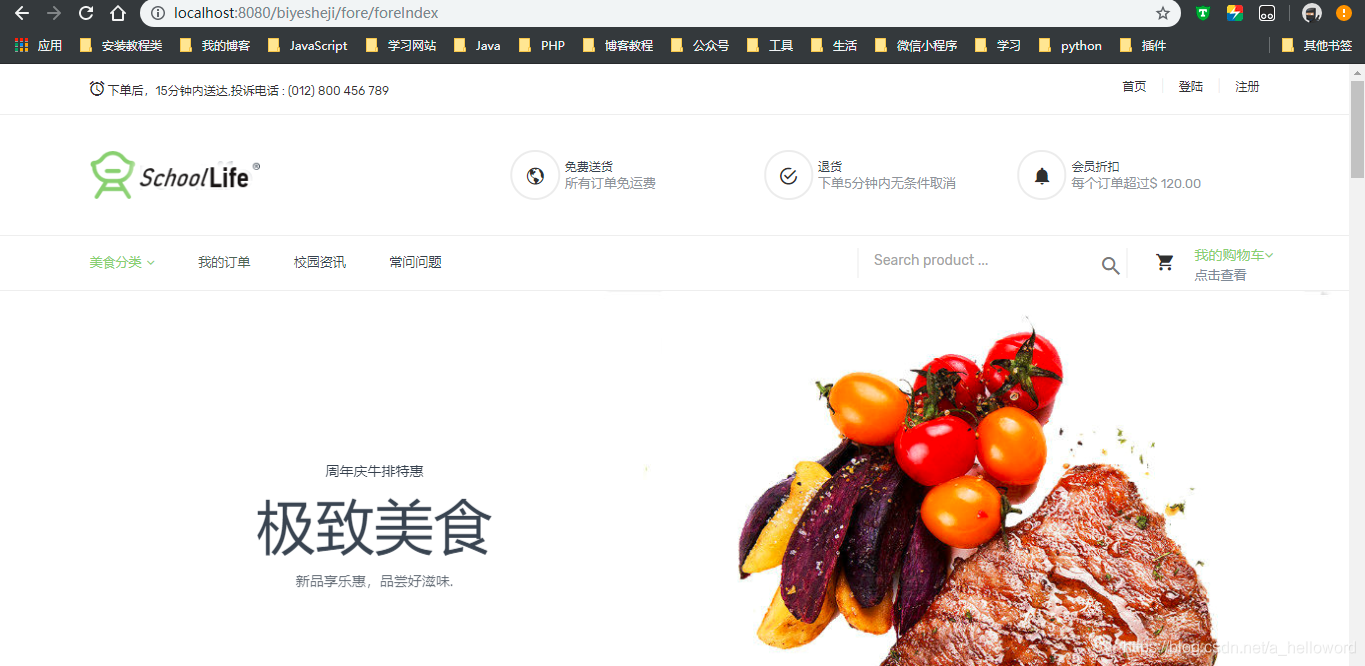 localhost:8080/biyesheji/fore/foreIndex
应用 安装教程类 我的博客 JavaScript 学习网站 Java PHP 博客教程 公众号 工具 生活 微信小程序 学习 python 插件 其他书签
下单后，15分钟内送达,投诉电话 : (012) 800 456 789
首页 登陆 注册
SchoolLife®
免费送货
所有订单免运费
退货
下单5分钟内无条件取消
会员折扣
每个订单超过$ 120.00
美食分类 我的订单 校园资讯 常问问题
Search product ...
我的购物车
点击查看
周年庆牛排特惠
极致美食
新品享乐惠，品尝好滋味.
https://blog.csdn.net/a_helloword